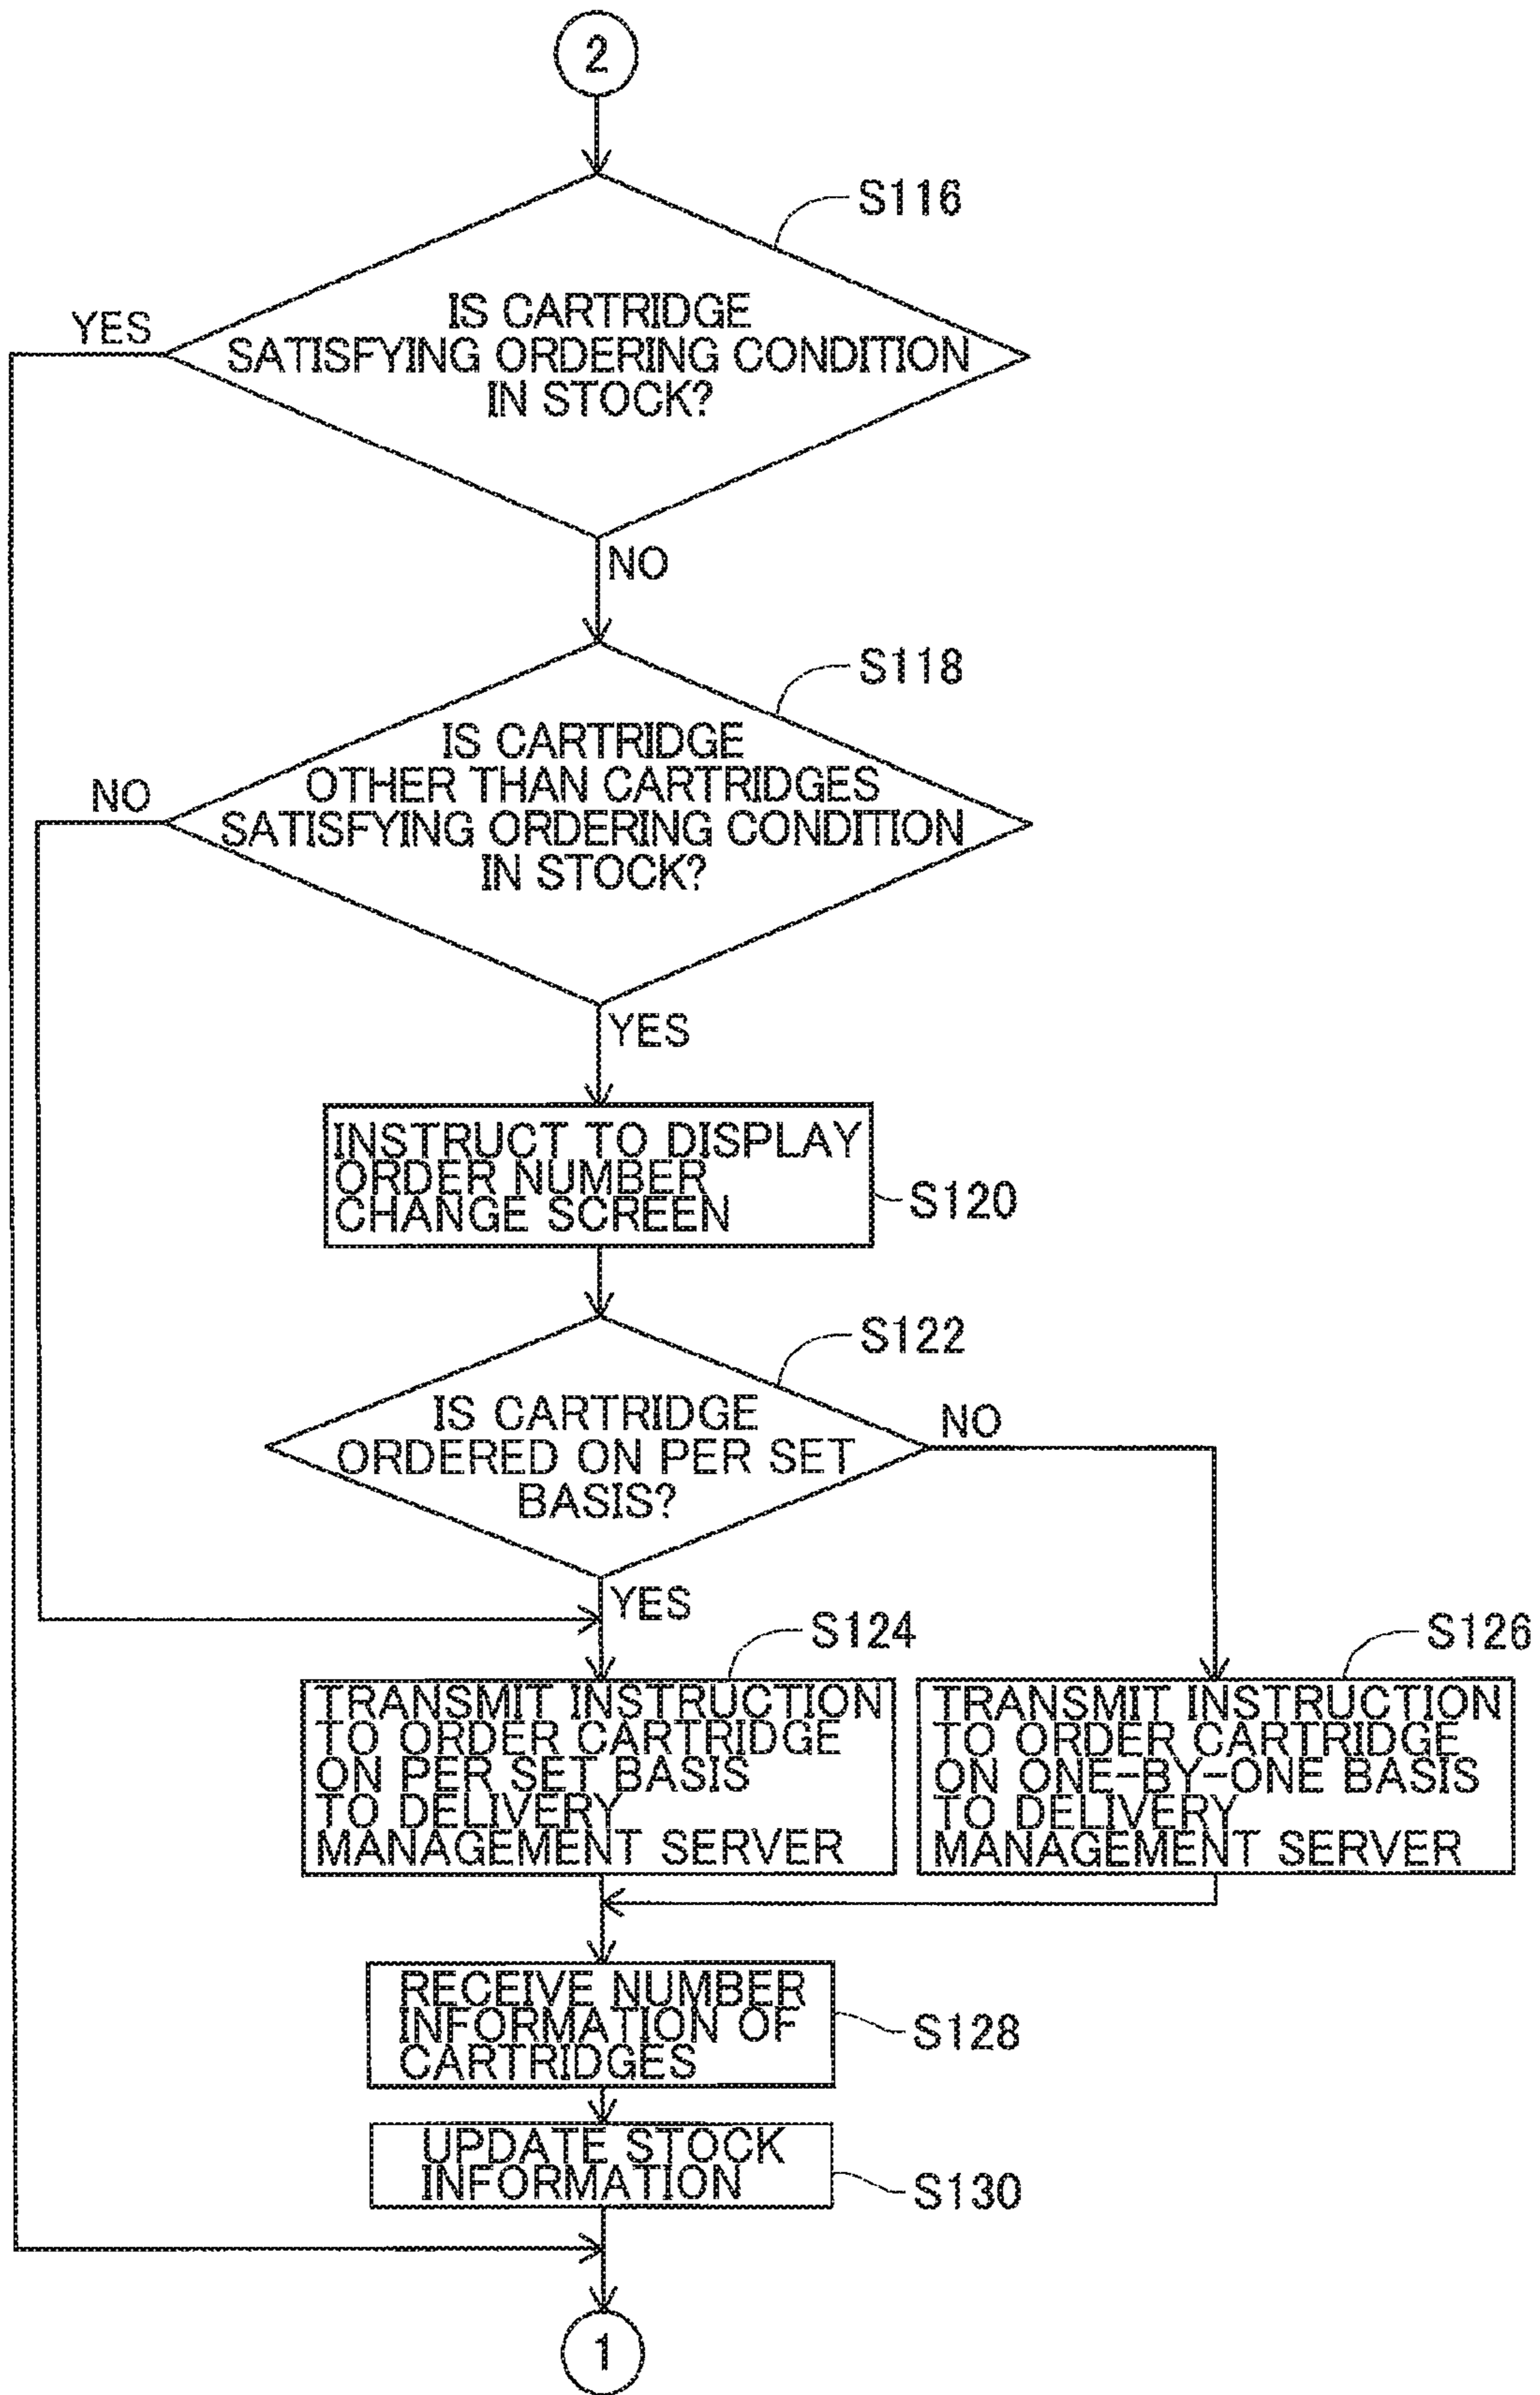 2
S116
IS CARTRIDGE
SATISFYING ORDERING CONDITION
IN STOCK?
YES
NO
S118
IS CARTRIDGE
OTHER THAN CARTRIDGES
SATISFYING ORDERING CONDITION
IN STOCK?
NO
YES
INSTRUCT TO DISPLAY
ORDER NUMBER
CHANGE SCREEN
S120
S122
IS CARTRIDGE
ORDERED ON PER SET
BASIS?
NO
YES
S124
TRANSMIT INSTRUCTION
TO ORDER CARTRIDGE
ON PER SET BASIS
TO DELIVERY
MANAGEMENT SERVER
S126
TRANSMIT INSTRUCTION
TO ORDER CARTRIDGE
ON ONE-BY-ONE BASIS
TO DELIVERY
MANAGEMENT SERVER
RECEIVE NUMBER
INFORMATION OF
CARTRIDGES
S128
UPDATE STOCK
INFORMATION
S130
1